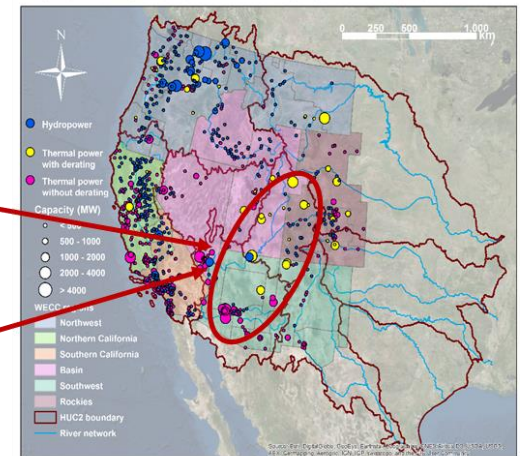 N
0 250 500 1,000
km
Hydropower
Thermal power
with derating
Thermal power
without derating
Capacity (MW)
< 500
500 - 1000
1000 - 2000
2000 - 4000
> 4000
WECC regions
Northwest
Northern California
Southern California
Basin
Southwest
Rockies
HUC2 boundary
River network